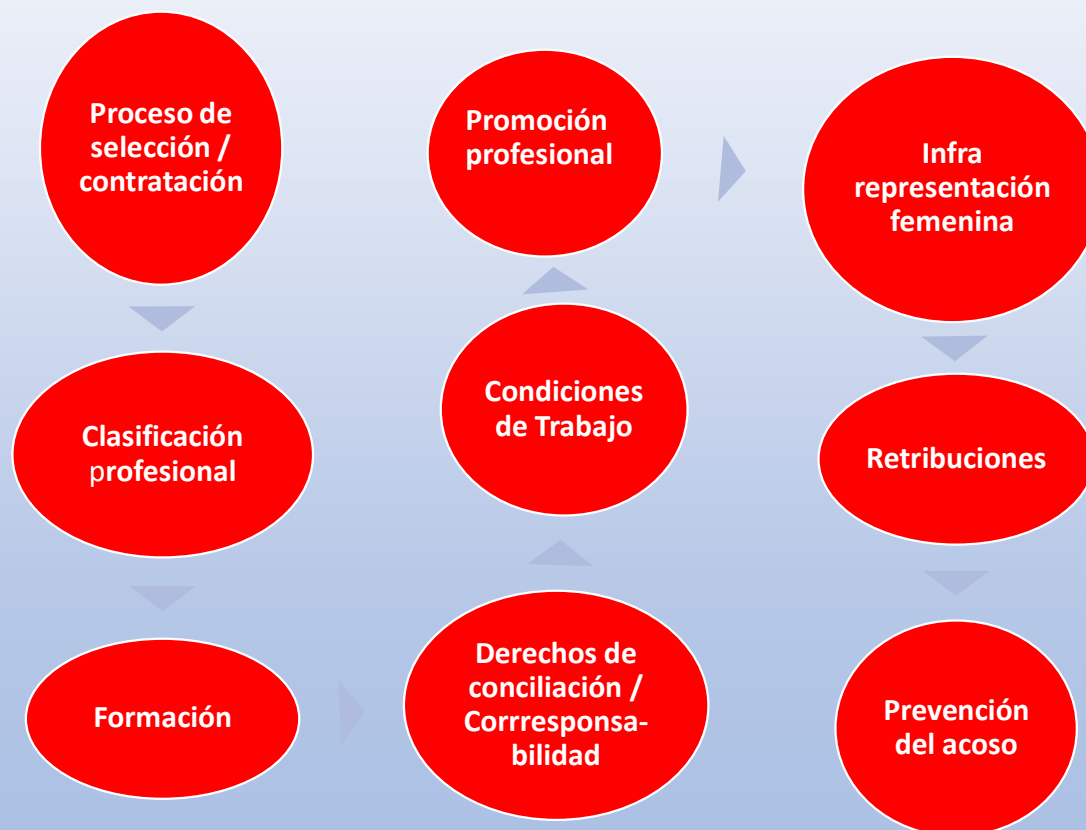 Proceso de
selección /
contratación
Clasificación
profesional
Formación
Derechos de
conciliación /
Corrresponsa-
bilidad
Condiciones
de Trabajo
Promoción
profesional
Infra
representación
femenina
Retribuciones
Prevención
del acoso